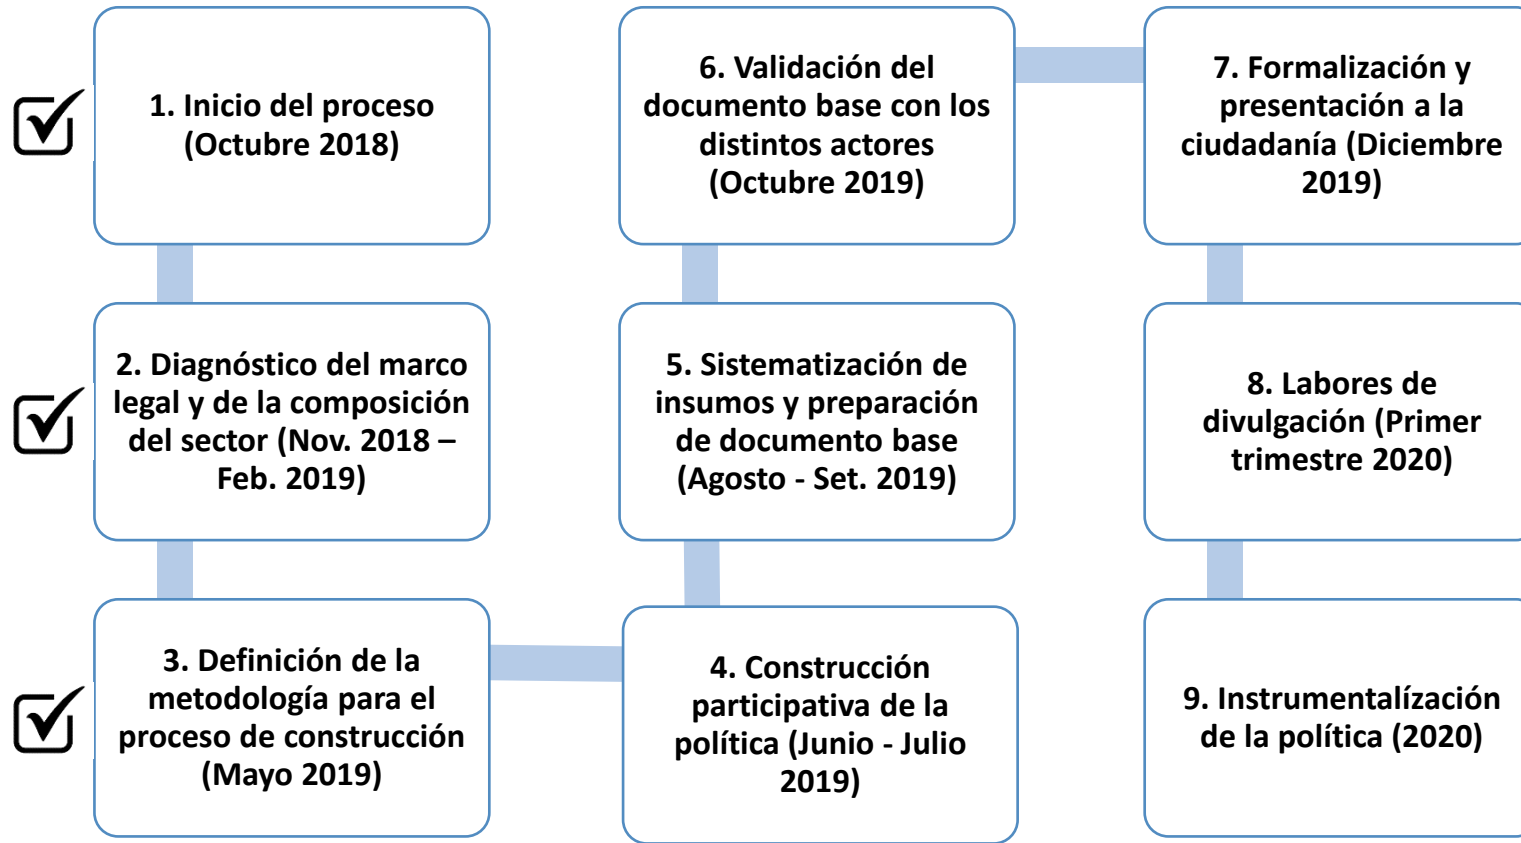 1. Inicio del proceso
(Octubre 2018)
2. Diagnóstico del marco
legal y de la composición
del sector (Nov. 2018 –
Feb. 2019)
3. Definición de la
metodología para el
proceso de construcción
(Mayo 2019)
4. Construcción
participativa de la
política (Junio - Julio
2019)
5. Sistematización de
insumos y preparación
de documento base
(Agosto - Set. 2019)
6. Validación del
documento base con los
distintos actores
(Octubre 2019)
7. Formalización y
presentación a la
ciudadanía (Diciembre
2019)
8. Labores de
divulgación (Primer
trimestre 2020)
9. Instrumentalízación
de la política (2020)